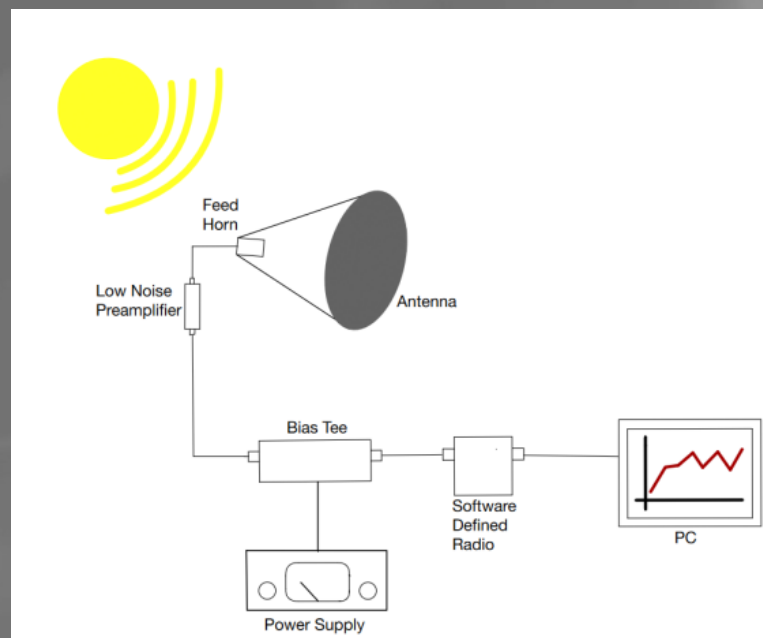 Feed
Horn
Low Noise
Preamplifier
Antenna
Bias Tee
Software
Defined
Radio
PC
Power Supply